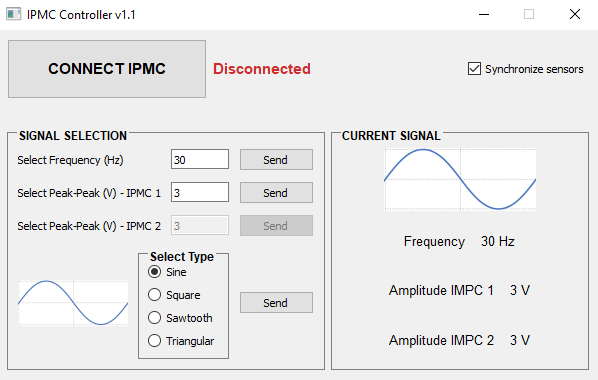 IPMC Controller v1.1
CONNECT IPMC
Disconnected
Synchronize sensors
SIGNAL SELECTION
Select Frequency (Hz) 30 Send
Select Peak-Peak (V) - IPMC 1 3 Send
Select Peak-Peak (V) - IPMC 2 3 Send
Select Type
Sine
Square
Sawtooth
Triangular
Send
CURRENT SIGNAL
Frequency 30 Hz
Amplitude IMPC 1 3 V
Amplitude IMPC 2 3 V